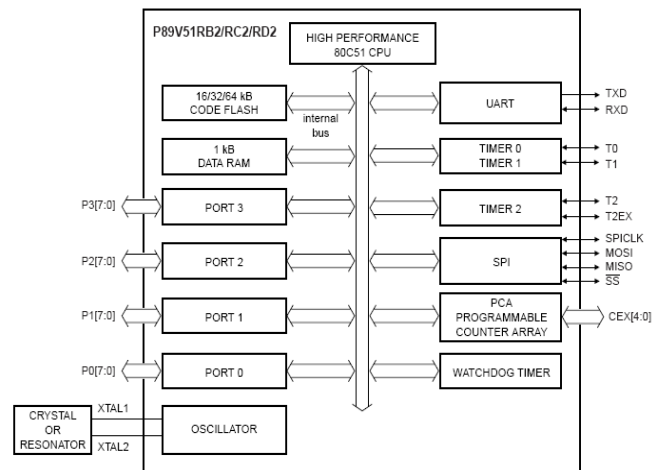 P89V51RB2/RC2/RD2
HIGH PERFORMANCE
80C51 CPU
16/32/64 kB
CODE FLASH
internal
bus
UART
TXD
RXD
1 kB
DATA RAM
TIMER 0
TIMER 1
T0
T1
P3[7:0]
PORT 3
TIMER 2
T2
T2EX
P2[7:0]
PORT 2
SPI
SPICLK
MOSI
MISO
SS
P1[7:0]
PORT 1
PCA
PROGRAMMABLE
COUNTER ARRAY
CEX[4:0]
P0[7:0]
PORT 0
WATCHDOG TIMER
CRYSTAL
OR
RESONATOR
XTAL1
XTAL2
OSCILLATOR